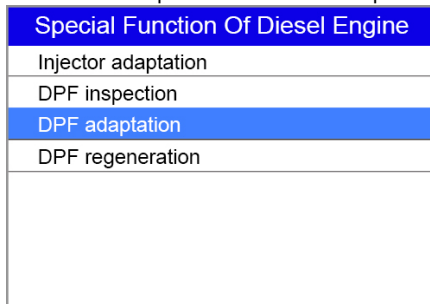 Special Function Of Diesel Engine
Injector adaptation
DPF inspection
DPF adaptation
DPF regeneration